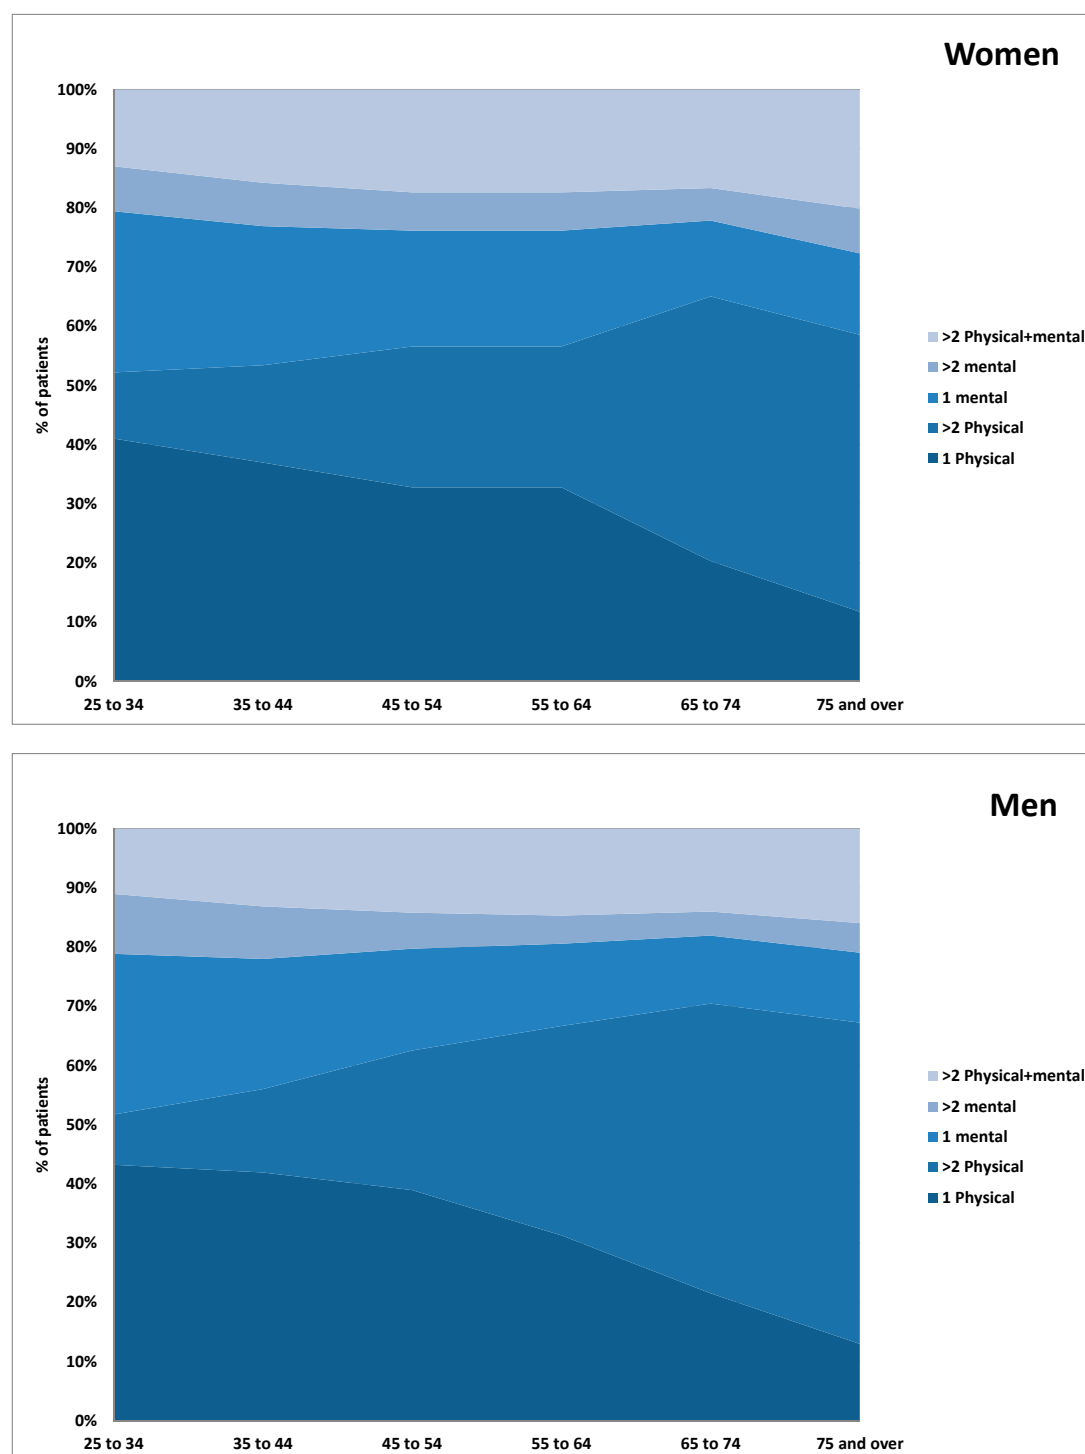 Women
100%
90%
80%
70%
60%
50%
40%
30%
20%
10%
0%
% of patients
25 to 34 35 to 44 45 to 54 55 to 64 65 to 74 75 and over
>2 Physical+mental
>2 mental
1 mental
>2 Physical
1 Physical
Men
100%
90%
80%
70%
60%
50%
40%
30%
20%
10%
0%
% of patients
25 to 34 35 to 44 45 to 54 55 to 64 65 to 74 75 and over
>2 Physical+mental
>2 mental
1 mental
>2 Physical
1 Physical